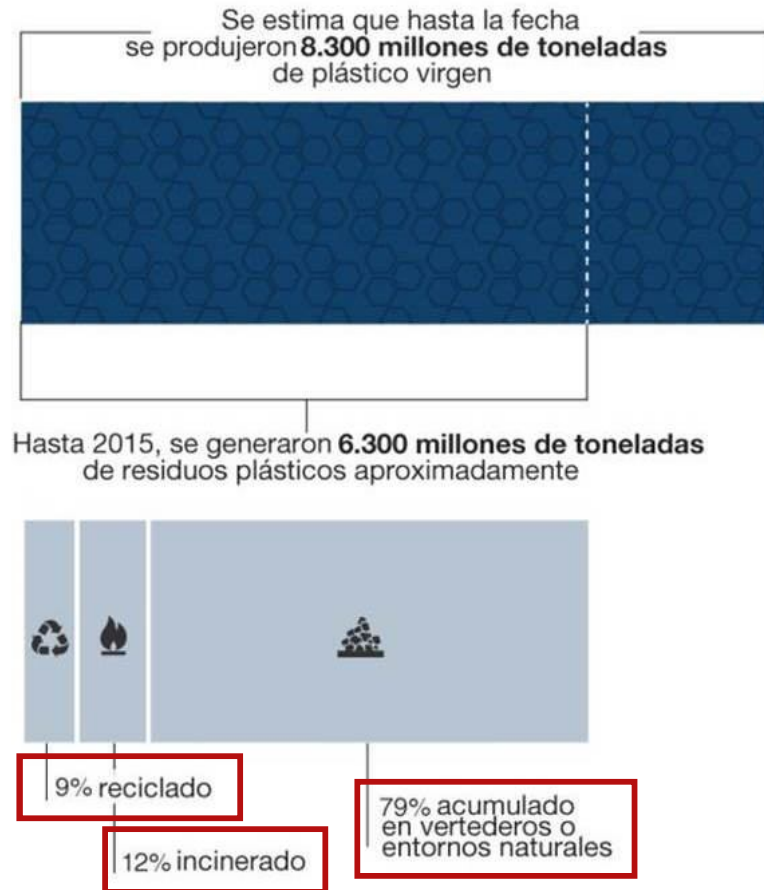 Se estima que hasta la fecha
se produjeron 8.300 millones de toneladas
de plástico virgen
Hasta 2015, se generaron 6.300 millones de toneladas
de residuos plásticos aproximadamente
9% reciclado
12% incinerado
79% acumulado
en vertederos o
entornos naturales